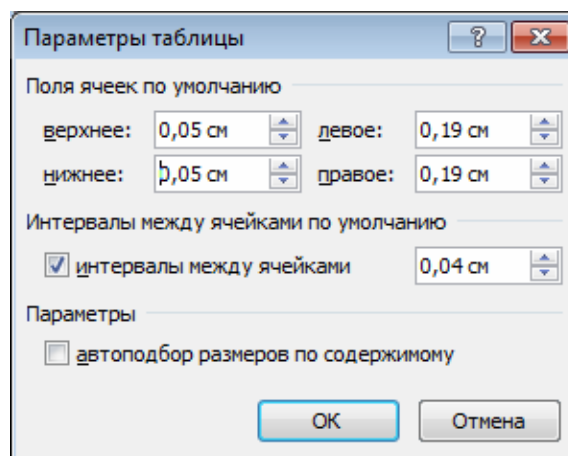 Параметры таблицы
Поля ячеек по умолчанию
верхнее: 0,05 см левое: 0,19 см
нижнее: 0,05 см правое: 0,19 см
Интервалы между ячейками по умолчанию
интервалы между ячейками 0,04 см
Параметры
автоподбор размеров по содержимому
ОК Отмена